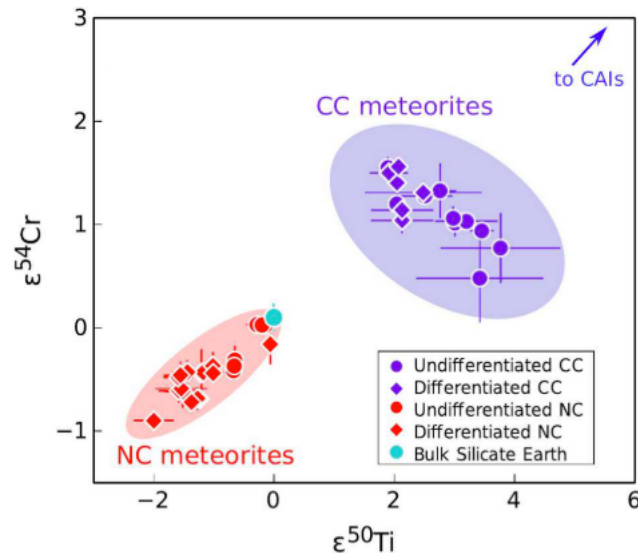 3
2
1
0
−1
ε⁵⁴Cr
to CAIs
CC meteorites
NC meteorites
Undifferentiated CC
Differentiated CC
Undifferentiated NC
Differentiated NC
Bulk Silicate Earth
−2
0
2
4
6
ε⁵⁰Ti